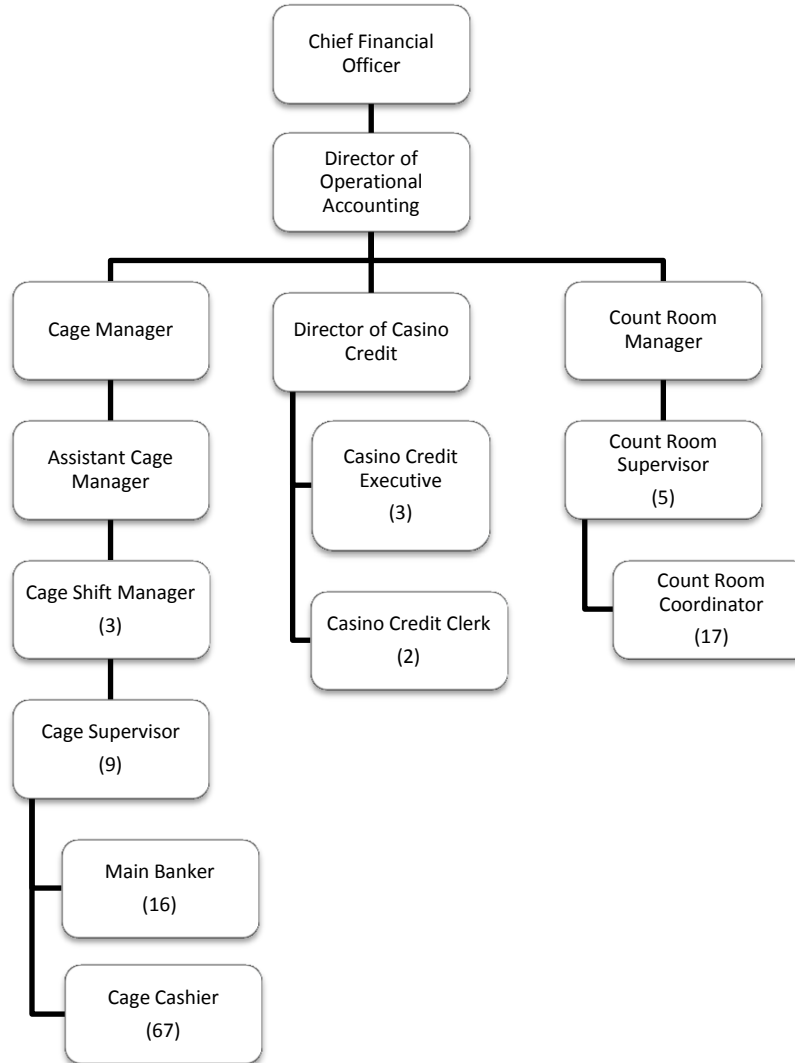 Chief Financial
Officer
Director of
Operational
Accounting
Cage Manager
Director of Casino
Credit
Count Room
Manager
Assistant Cage
Manager
Casino Credit
Executive
(3)
Count Room
Supervisor
(5)
Cage Shift Manager
(3)
Casino Credit Clerk
(2)
Count Room
Coordinator
(17)
Cage Supervisor
(9)
Main Banker
(16)
Cage Cashier
(67)